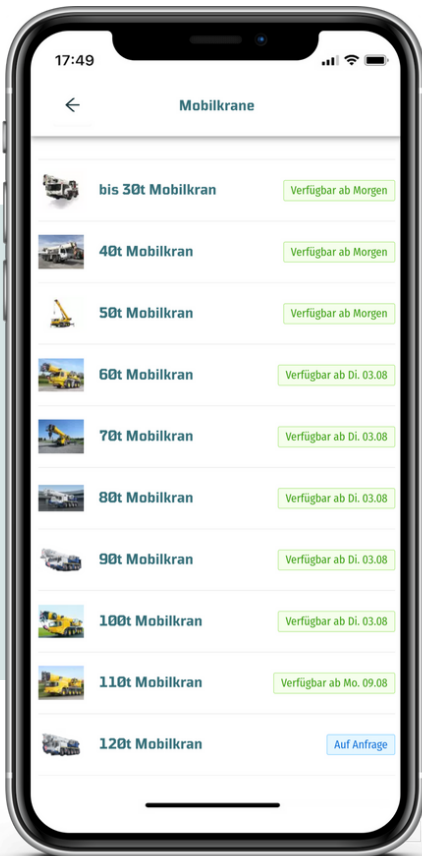 17:49
Mobilkrane
bis 30t Mobilkran Verfügbar ab Morgen
40t Mobilkran Verfügbar ab Morgen
50t Mobilkran Verfügbar ab Morgen
60t Mobilkran Verfügbar ab Di. 03.08
70t Mobilkran Verfügbar ab Di. 03.08
80t Mobilkran Verfügbar ab Di. 03.08
90t Mobilkran Verfügbar ab Di. 03.08
100t Mobilkran Verfügbar ab Di. 03.08
110t Mobilkran Verfügbar ab Mo. 09.08
120t Mobilkran Auf Anfrage